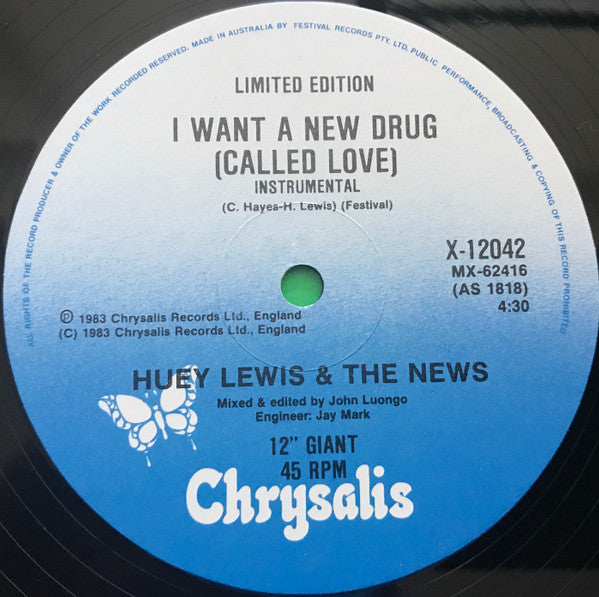 ALL RIGHTS OF THE RECORD PRODUCER & OWNER OF THE WORK RECORDED RESERVED. MADE IN AUSTRALIA BY FESTIVAL RECORDS PTY. LTD. PUBLIC PERFORMANCE, BROADCASTING & COPYING OF THIS RECORD PROHIBITED
LIMITED EDITION
I WANT A NEW DRUG
(CALLED LOVE)
INSTRUMENTAL
(C. Hayea-H. Lewis) (Festival)
X-12042
MX-62416
(AS 1818)
4:30
Ⓟ 1983 Chrysalis Records Ltd., England
(C) 1983 Chrysalis Records Ltd., England
HUEY LEWIS & THE NEWS
Mixed & edited by John Luongo
Engineer: Jay Mark
12" GIANT
45 RPM
Chrysalis